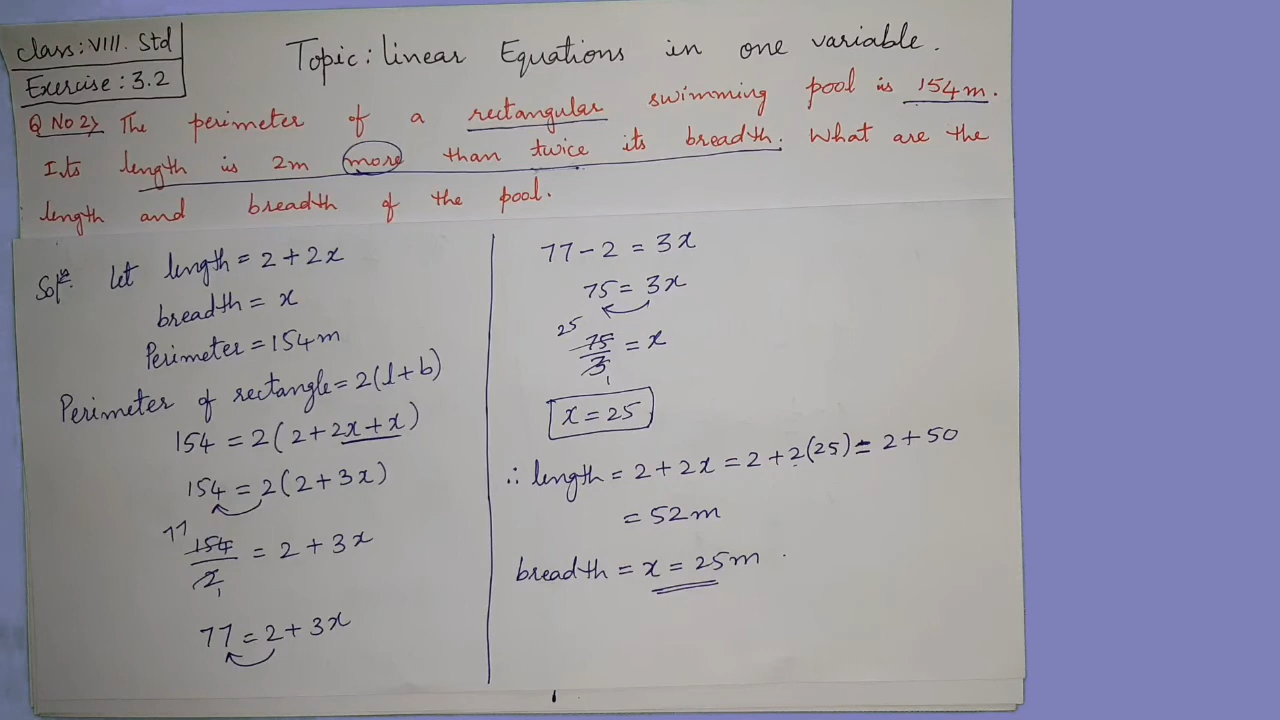 Class: VIII. Std
Exercise: 3.2
Topic: linear Equations in one variable.
Q No 2) The perimeter of a rectangular swimming pool is 154m.
Its length is 2m more than twice its breadth. What are the
length and breadth of the pool.
Solⁿ. Let length = 2 + 2x
breadth = x
Perimeter = 154m
Perimeter of rectangle = 2(l+b)
154 = 2(2+2x+x)
154 = 2(2+3x)
77
154/2 = 2+3x
1
77 = 2+3x
77 - 2 = 3x
75 = 3x
25
75/3 = x
1
x = 25
∴ length = 2+2x = 2+2(25) = 2+50
= 52m
breadth = x = 25m